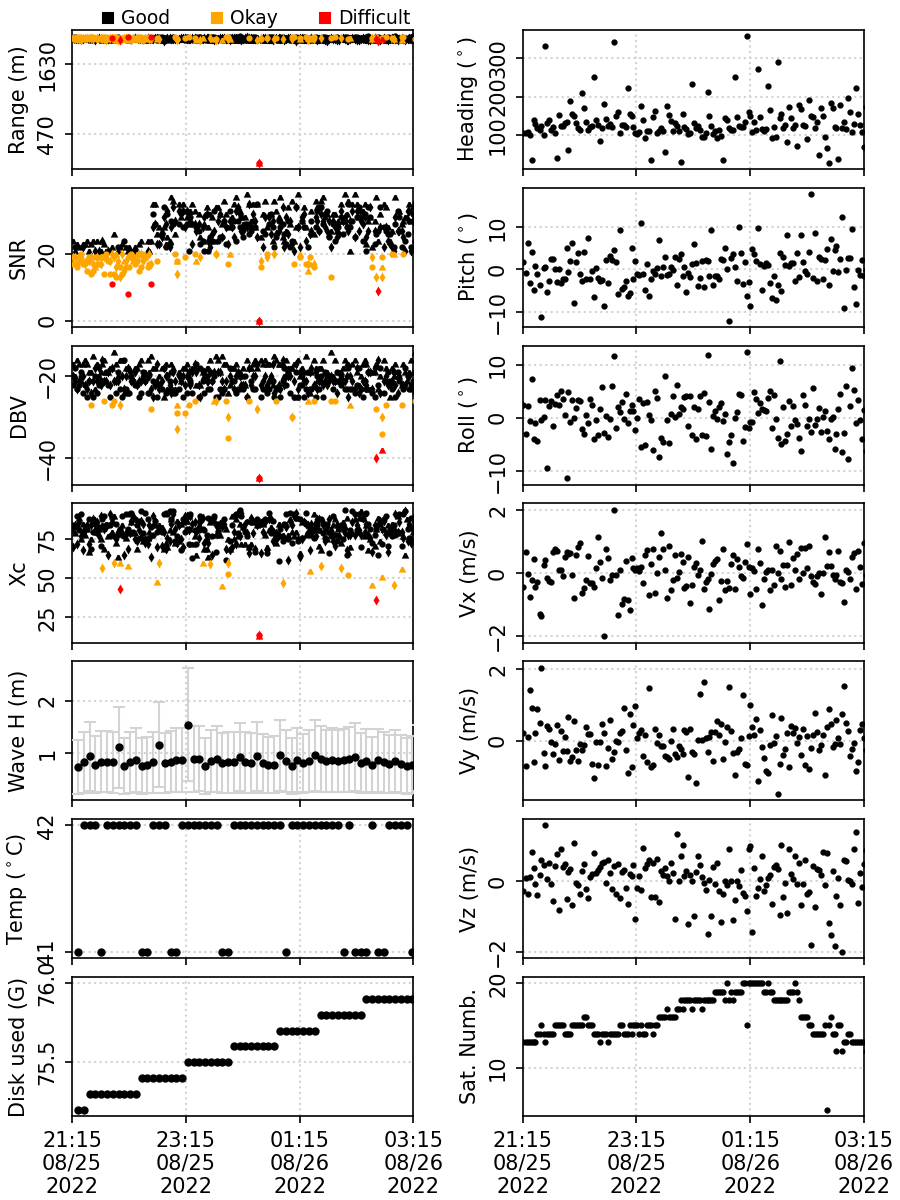 Good Okay Difficult
Range (m)
1630
470
SNR
20
0
DBV
−20
−40
Xc
75
50
25
Wave H (m)
2
1
Temp (°C)
42
41
Disk used (G)
76.0
75.5
21:15 23:15 01:15 03:15
08/25 08/25 08/26 08/26
2022 2022 2022 2022
Heading (°)
300
200
100
Pitch (°)
10
0
−10
Roll (°)
10
0
−10
Vx (m/s)
2
0
−2
Vy (m/s)
2
0
Vz (m/s)
0
−2
Sat. Numb.
20
10
21:15 23:15 01:15 03:15
08/25 08/25 08/26 08/26
2022 2022 2022 2022